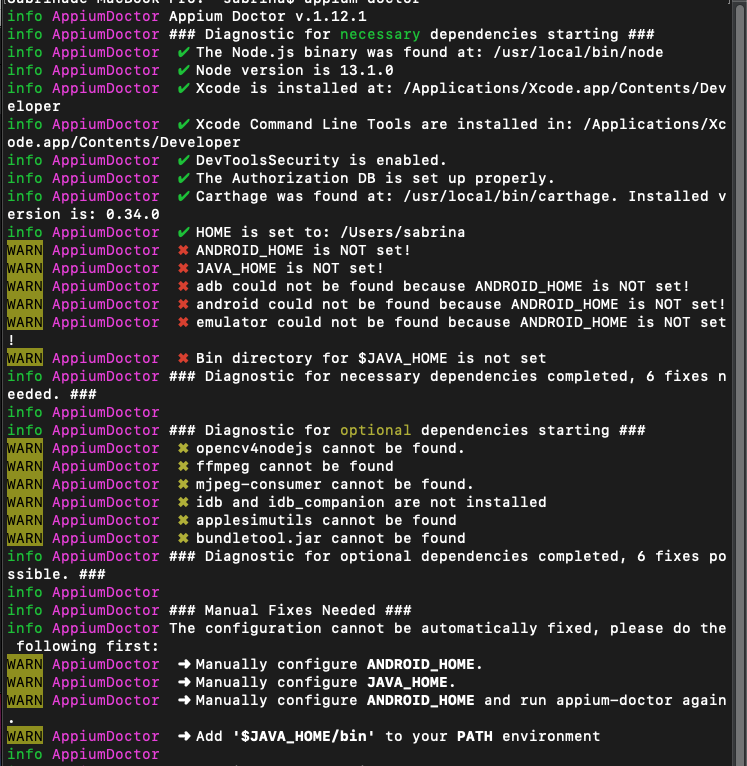 info AppiumDoctor Appium Doctor v.1.12.1
info AppiumDoctor ### Diagnostic for necessary dependencies starting ###
info AppiumDoctor  ✔ The Node.js binary was found at: /usr/local/bin/node
info AppiumDoctor  ✔ Node version is 13.1.0
info AppiumDoctor  ✔ Xcode is installed at: /Applications/Xcode.app/Contents/Dev
eloper
info AppiumDoctor  ✔ Xcode Command Line Tools are installed in: /Applications/Xc
ode.app/Contents/Developer
info AppiumDoctor  ✔ DevToolsSecurity is enabled.
info AppiumDoctor  ✔ The Authorization DB is set up properly.
info AppiumDoctor  ✔ Carthage was found at: /usr/local/bin/carthage. Installed v
ersion is: 0.34.0
info AppiumDoctor  ✔ HOME is set to: /Users/sabrina
WARN AppiumDoctor  ✖ ANDROID_HOME is NOT set!
WARN AppiumDoctor  ✖ JAVA_HOME is NOT set!
WARN AppiumDoctor  ✖ adb could not be found because ANDROID_HOME is NOT set!
WARN AppiumDoctor  ✖ android could not be found because ANDROID_HOME is NOT set!
WARN AppiumDoctor  ✖ emulator could not be found because ANDROID_HOME is NOT set
!
WARN AppiumDoctor  ✖ Bin directory for $JAVA_HOME is not set
info AppiumDoctor ### Diagnostic for necessary dependencies completed, 6 fixes n
eeded. ###
info AppiumDoctor
info AppiumDoctor ### Diagnostic for optional dependencies starting ###
WARN AppiumDoctor  ✖ opencv4nodejs cannot be found.
WARN AppiumDoctor  ✖ ffmpeg cannot be found
WARN AppiumDoctor  ✖ mjpeg-consumer cannot be found.
WARN AppiumDoctor  ✖ idb and idb_companion are not installed
WARN AppiumDoctor  ✖ applesimutils cannot be found
WARN AppiumDoctor  ✖ bundletool.jar cannot be found
info AppiumDoctor ### Diagnostic for optional dependencies completed, 6 fixes po
ssible. ###
info AppiumDoctor
info AppiumDoctor ### Manual Fixes Needed ###
info AppiumDoctor The configuration cannot be automatically fixed, please do the
 following first:
WARN AppiumDoctor  ➜ Manually configure ANDROID_HOME.
WARN AppiumDoctor  ➜ Manually configure JAVA_HOME.
WARN AppiumDoctor  ➜ Manually configure ANDROID_HOME and run appium-doctor again
.
WARN AppiumDoctor  ➜ Add '$JAVA_HOME/bin' to your PATH environment
info AppiumDoctor